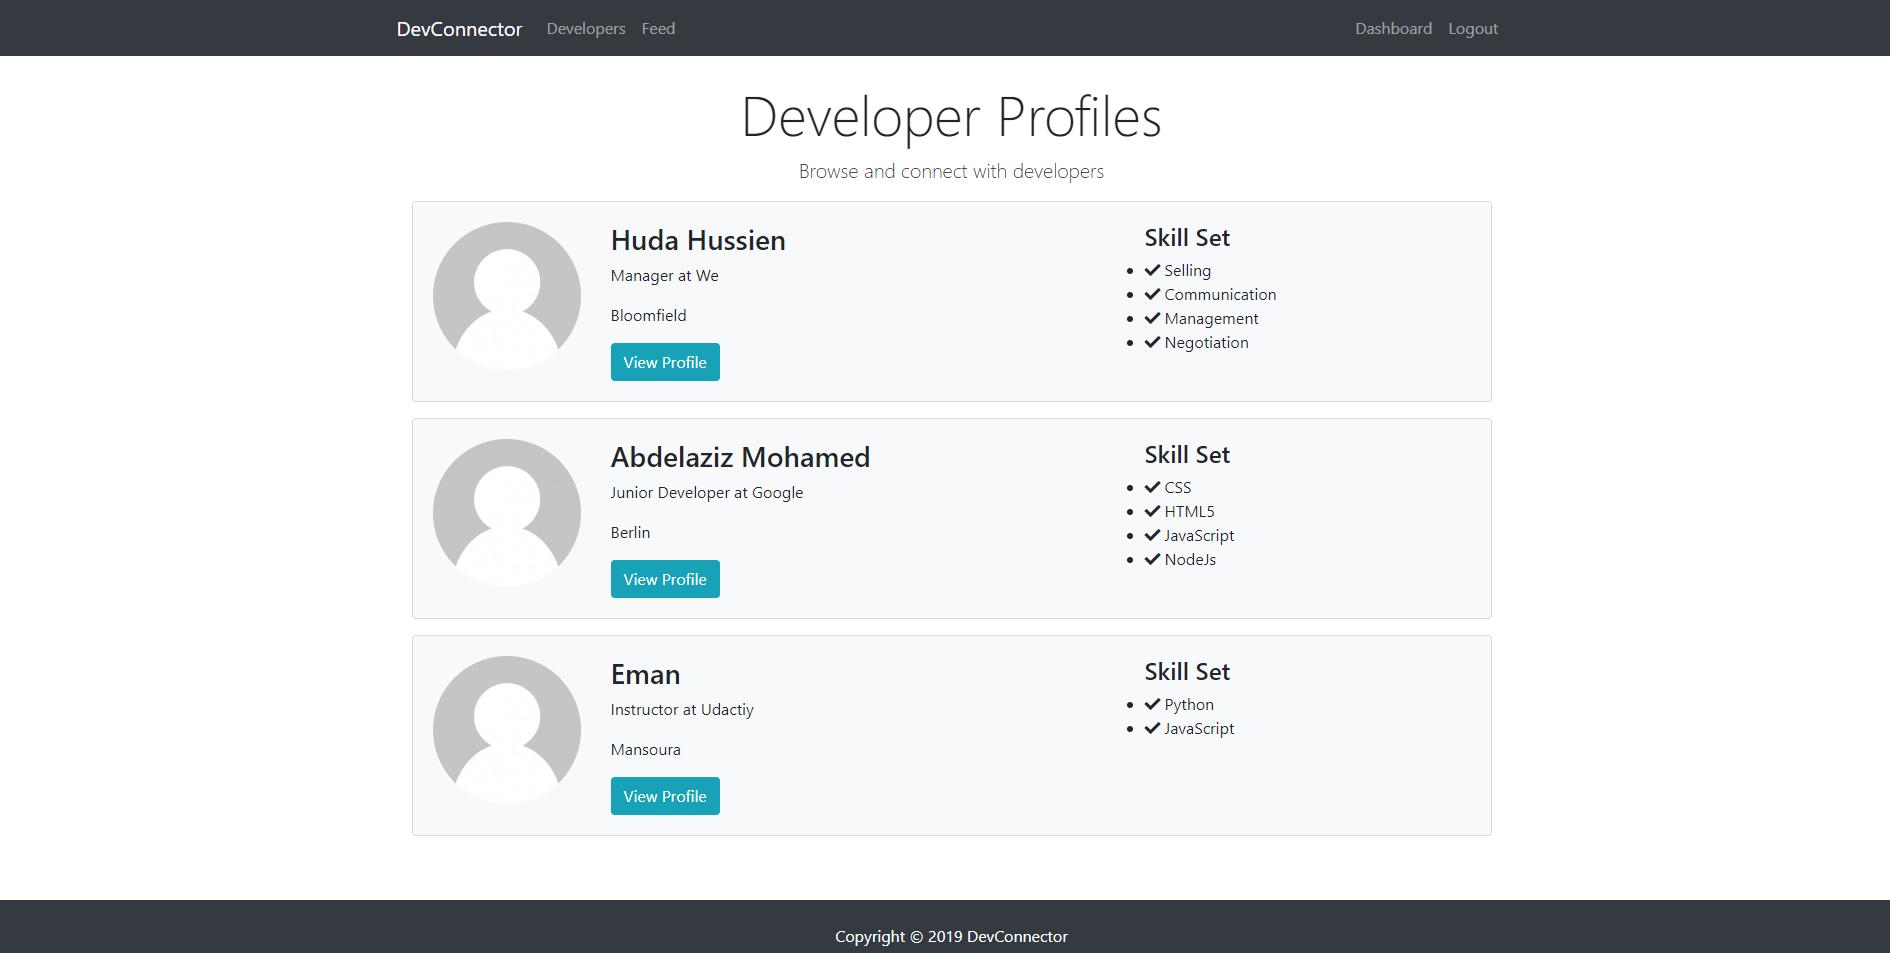 DevConnector Developers Feed Dashboard Logout
Developer Profiles
Browse and connect with developers
Huda Hussien
Manager at We
Bloomfield
View Profile
Skill Set
Selling
Communication
Management
Negotiation
Abdelaziz Mohamed
Junior Developer at Google
Berlin
View Profile
Skill Set
CSS
HTML5
JavaScript
NodeJs
Eman
Instructor at Udactiy
Mansoura
View Profile
Skill Set
Python
JavaScript
Copyright © 2019 DevConnector